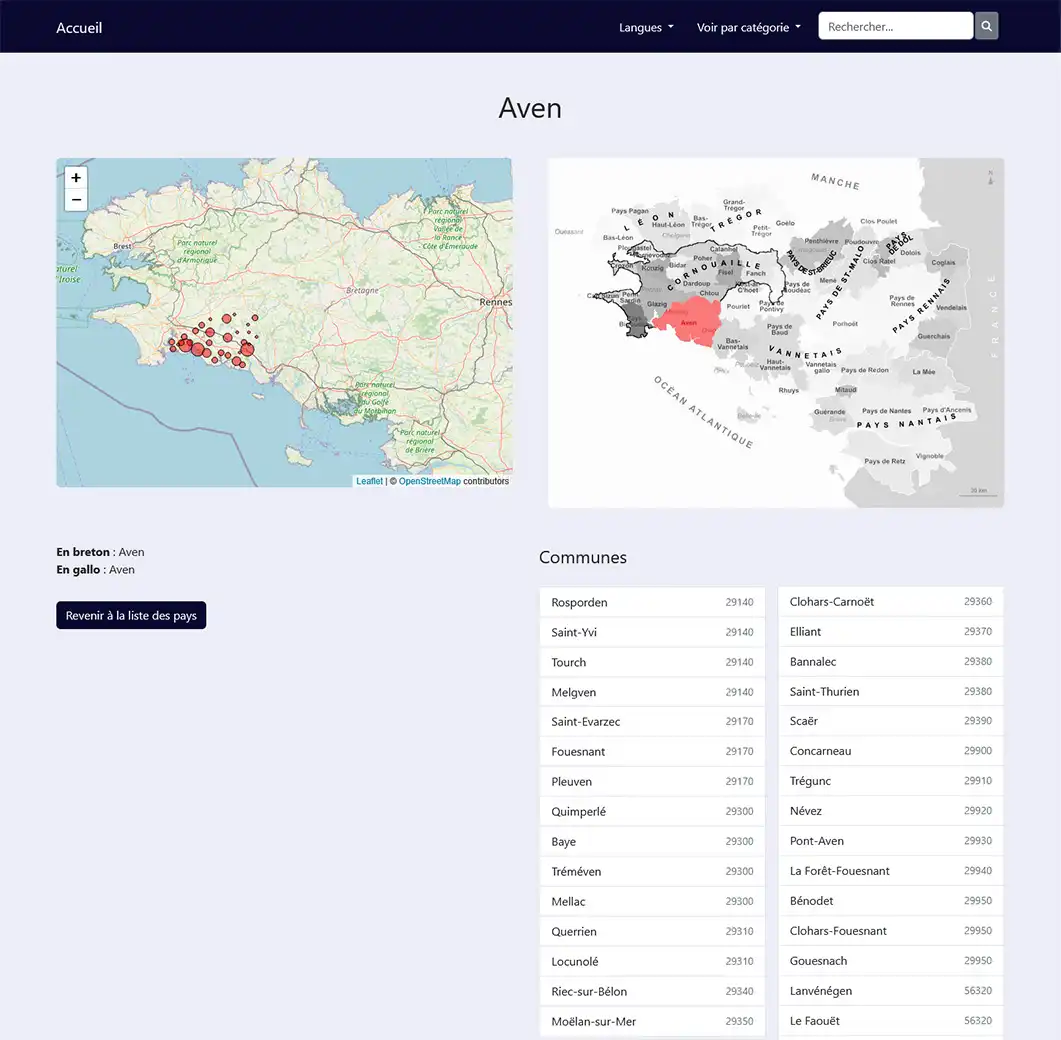 Accueil
Langues
Voir par catégorie
Rechercher...
Aven
+
−
Brest
Parc naturel
régional
d'Armorique
Parc naturel
régional
Vallée de la
Rance -
Côte d'Émeraude
Bretagne
Rennes
Parc naturel
régional
du Golfe
du Morbihan
Parc naturel
régional
de Brière
Leaflet | © OpenStreetMap contributors
MANCHE
Pays Pagan
LÉON
Haut-Léon
Bas-Léon
Ouessant
Grand-
Trégor
Bas-
Trégor
TRÉGOR
Petit-
Trégor
Goëlo
Clos Poulet
Penthièvre
Poudouvre
PAYS
DE DOL
Dolois
Coglais
Clos Ratel
PAYS DE ST-BRIEUC
PAYS DE ST-MALO
Mené
CORNOUAILLE
Poher
Fisel
Fanch
Bidar
Dardoup
Chtou
Glazig
Aven
Pourlet
Pays de
Pontivy
Pays de
Loudéac
Pays de
Rennes
Vendelais
PAYS RENNAIS
Guerchais
FRANCE
Porhoët
Pays de
Baud
Bas-
Vannetais
VANNETAIS
Haut-
Vannetais
Vannetais
gallo
Pays de Redon
La Mée
Rhuys
Mitaud
OCÉAN ATLANTIQUE
Guérande
Pays de Nantes
Pays d'Ancenis
PAYS NANTAIS
Pays de Retz
Vignoble
En breton : Aven
En gallo : Aven
Revenir à la liste des pays
Communes
Rosporden 29140
Saint-Yvi 29140
Tourch 29140
Melgven 29140
Saint-Evarzec 29170
Fouesnant 29170
Pleuven 29170
Quimperlé 29300
Baye 29300
Tréméven 29300
Mellac 29300
Querrien 29310
Locunolé 29310
Riec-sur-Bélon 29340
Moëlan-sur-Mer 29350
Clohars-Carnoët 29360
Elliant 29370
Bannalec 29380
Saint-Thurien 29380
Scaër 29390
Concarneau 29900
Trégunc 29910
Névez 29920
Pont-Aven 29930
La Forêt-Fouesnant 29940
Bénodet 29950
Clohars-Fouesnant 29950
Gouesnach 29950
Lanvénégen 56320
Le Faouët 56320